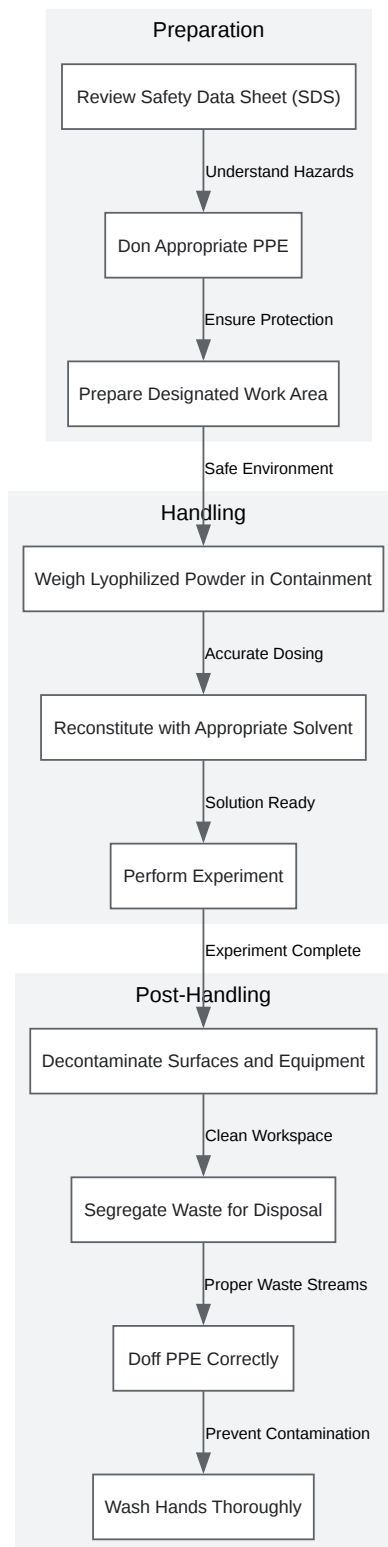 Preparation
Review Safety Data Sheet (SDS)
Understand Hazards
Don Appropriate PPE
Ensure Protection
Prepare Designated Work Area
Safe Environment
Handling
Weigh Lyophilized Powder in Containment
Accurate Dosing
Reconstitute with Appropriate Solvent
Solution Ready
Perform Experiment
Experiment Complete
Post-Handling
Decontaminate Surfaces and Equipment
Clean Workspace
Segregate Waste for Disposal
Proper Waste Streams
Doff PPE Correctly
Prevent Contamination
Wash Hands Thoroughly